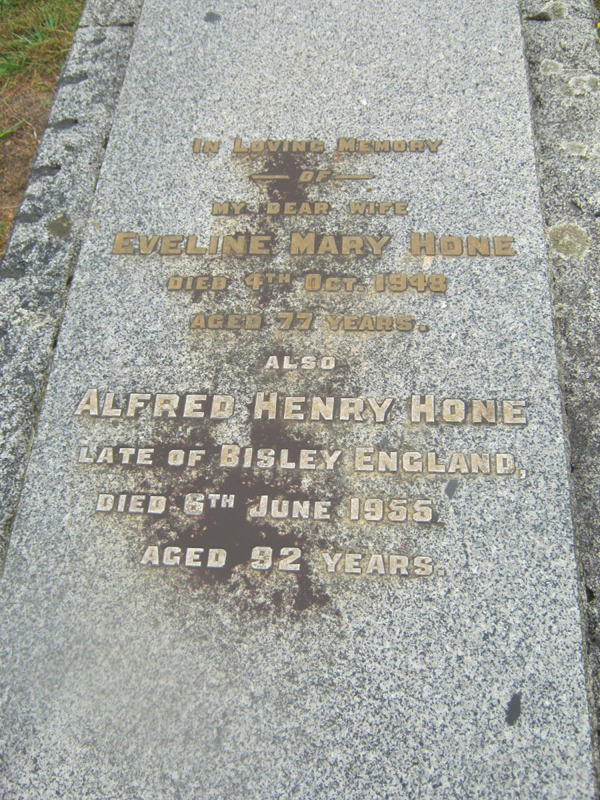 In Loving Memory
— OF —
MY DEAR WIFE
EVELINE MARY HONE
DIED 4TH OCT. 1948
AGED 77 YEARS.
ALSO
ALFRED HENRY HONE
LATE OF BISLEY ENGLAND,
DIED 6TH JUNE 1955.
AGED 92 YEARS.